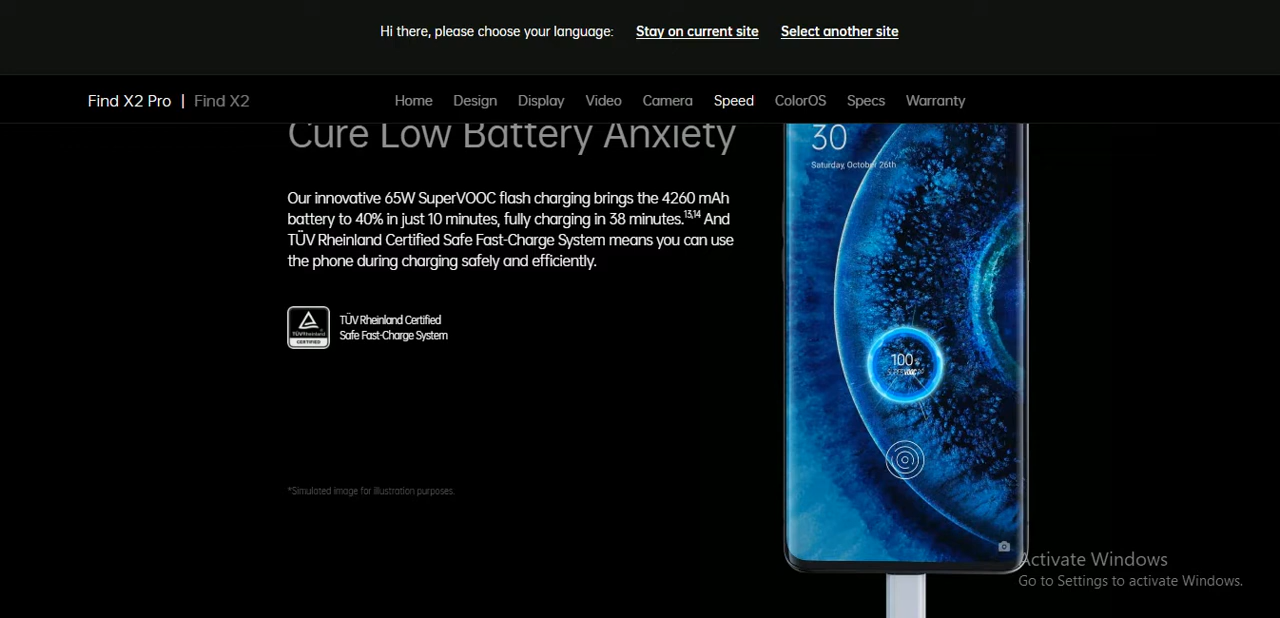 Hi there, please choose your language: Stay on current site Select another site
Find X2 Pro | Find X2 Home Design Display Video Camera Speed ColorOS Specs Warranty
Cure Low Battery Anxiety
Our innovative 65W SuperVOOC flash charging brings the 4260 mAh
battery to 40% in just 10 minutes, fully charging in 38 minutes.13,14 And
TÜV Rheinland Certified Safe Fast-Charge System means you can use
the phone during charging safely and efficiently.
TÜVRheinland
CERTIFIED
TÜV Rheinland Certified
Safe Fast-Charge System
*Simulated image for illustration purposes.
30
Saturday, October 26th
100%
SUPERVOOC
Activate Windows
Go to Settings to activate Windows.